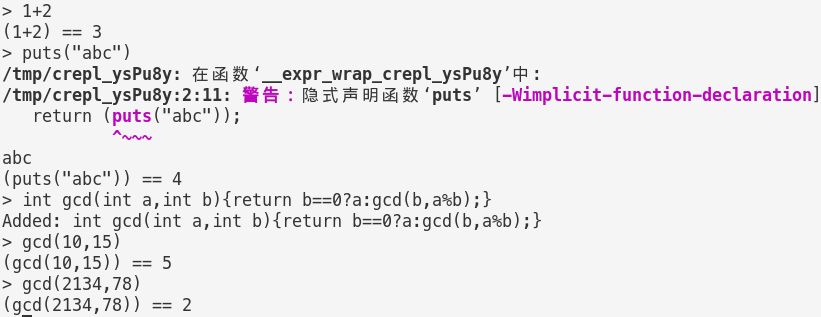 > 1+2
(1+2) == 3
> puts("abc")
/tmp/crepl_ysPu8y: 在函数‘__expr_wrap_crepl_ysPu8y’中:
/tmp/crepl_ysPu8y:2:11: 警告：隐式声明函数‘puts’ [-Wimplicit-function-declaration]
   return (puts("abc"));
           ^~~~
abc
(puts("abc")) == 4
> int gcd(int a,int b){return b==0?a:gcd(b,a%b);}
Added: int gcd(int a,int b){return b==0?a:gcd(b,a%b);}
> gcd(10,15)
(gcd(10,15)) == 5
> gcd(2134,78)
(gcd(2134,78)) == 2